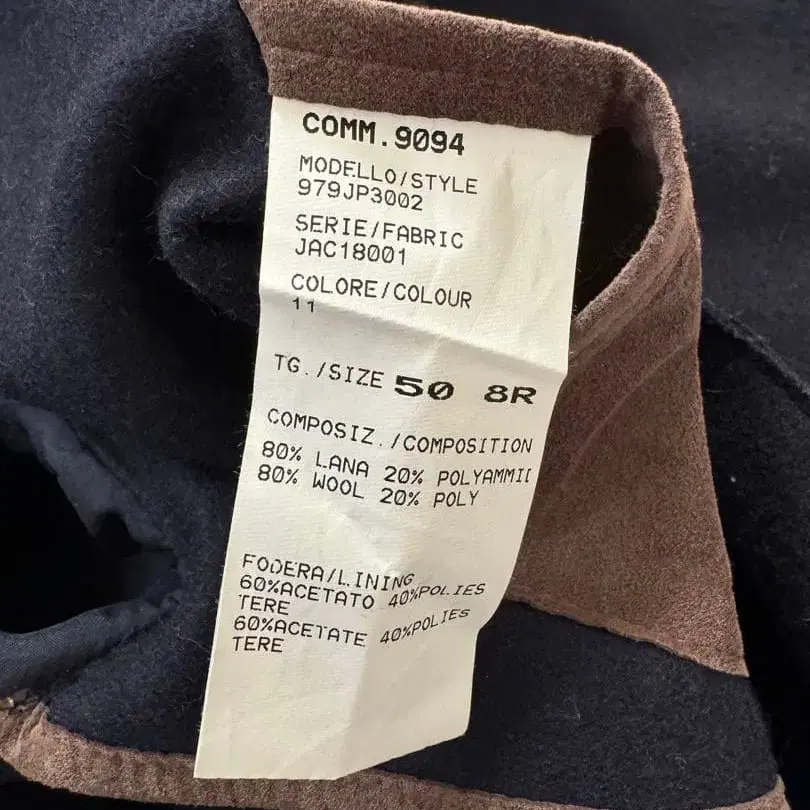 COMM.9094
MODELLO/STYLE
979JP3002
SERIE/FABRIC
JAC18001
COLORE/COLOUR
11
TG./SIZE 50 8R
COMPOSIZ./COMPOSITION
80% LANA 20% POLYAMMID
80% WOOL 20% POLY
FODERA/LINING
60%ACETATO 40%POLIES
TERE
60%ACETATE 40%POLIES
TERE